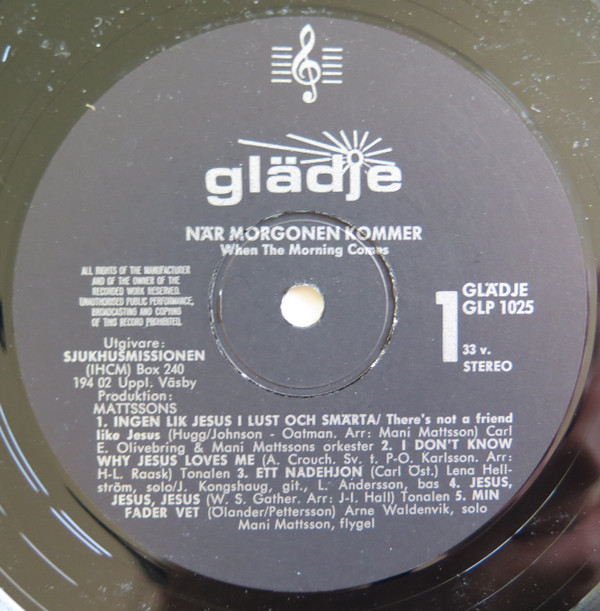 glädje
NÄR MORGONEN KOMMER
When The Morning Comes
ALL RIGHTS OF THE MANUFACTURER
AND OF THE OWNER OF THE
RECORDED WORK RESERVED.
UNAUTHORISED PUBLIC PERFORMANCE,
BROADCASTING AND COPYING
OF THIS RECORD PROHIBITED.
Utgivare:
SJUKHUSMISSIONEN
(IHCM) Box 240
194 02 Uppl. Väsby
Produktion:
MATTSSONS
1
GLÄDJE
GLP 1025
33 v.
STEREO
1. INGEN LIK JESUS I LUST OCH SMÄRTA/ There's not a friend
like Jesus (Hugg/Johnson - Oatman. Arr: Mani Mattsson) Carl
E. Olivebring & Mani Mattssons orkester 2. I DON'T KNOW
WHY JESUS LOVES ME (A. Crouch. Sv. t. P-O. Karlsson. Arr:
H-L. Raask) Tonalen 3. ETT NADEHJON (Carl Öst.) Lena Hell-
ström, solo/J. Kongshaug, git., L. Andersson, bas 4. JESUS,
JESUS, JESUS (W. S. Gather. Arr: J-I. Hall) Tonalen 5. MIN
FADER VET (Ölander/Pettersson) Arne Waldenvik, solo
Mani Mattsson, flygel